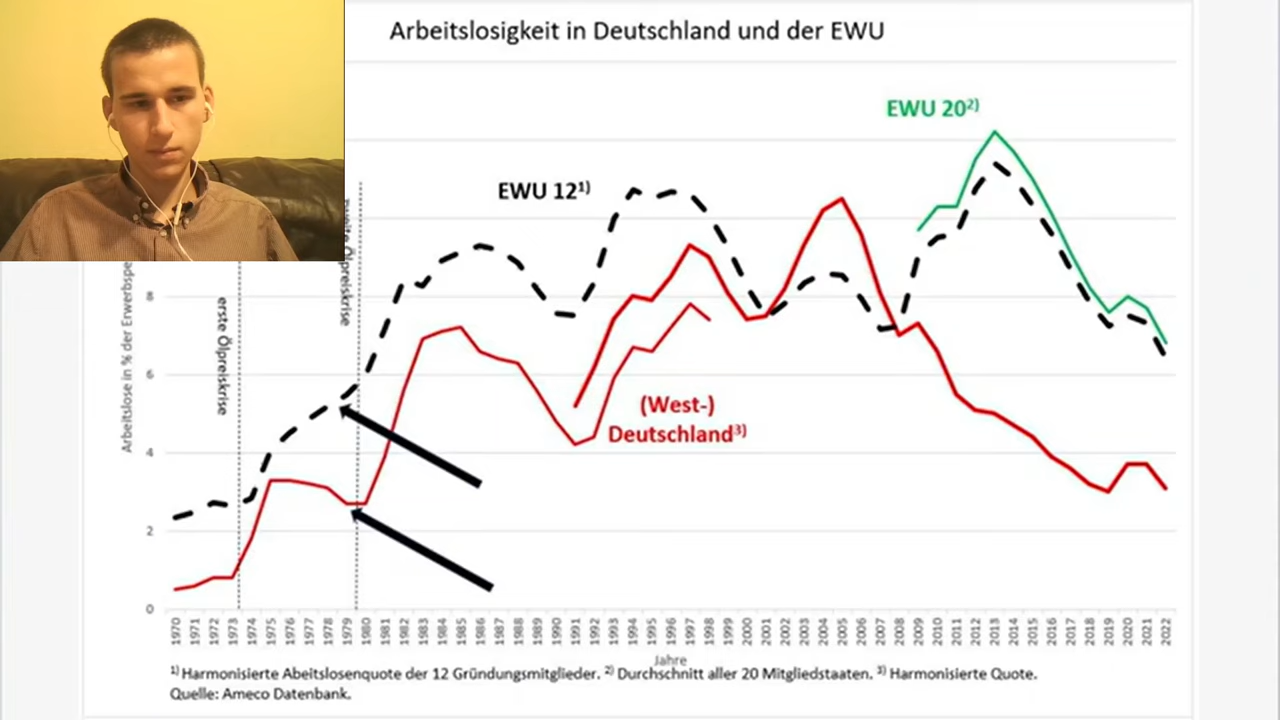 Arbeitslosigkeit in Deutschland und der EWU
EWU 20²⁾
EWU 12¹⁾
Ölpreiskrise
erste Ölpreiskrise
Arbeitslose in % der
8
6
4
2
0
(West-)
Deutschland³⁾
1970 1971 1972 1973 1974 1975 1976 1977 1978 1979 1980 1981 1982 1983 1984 1985 1986 1987 1988 1989 1990 1991 1992 1993 1994 1995 1996 1997 1998 1999 2000 2001 2002 2003 2004 2005 2006 2007 2008 2009 2010 2011 2012 2013 2014 2015 2016 2017 2018 2019 2020 2021 2022
Jahre
¹⁾ Harmonisierte Abeitslosenquote der 12 Gründungsmitglieder. ²⁾ Durchschnitt aller 20 Mitgliedstaaten. ³⁾ Harmonisierte Quote.
Quelle: Ameco Datenbank.